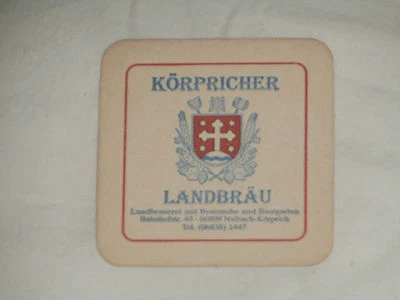 KÖRPRICHER
LANDBRÄU
Landbrauerei mit Braustube und Biergarten
Bahnhofstr. 40 - 66809 Nalbach-Körprich
Tel. (06838) 1447